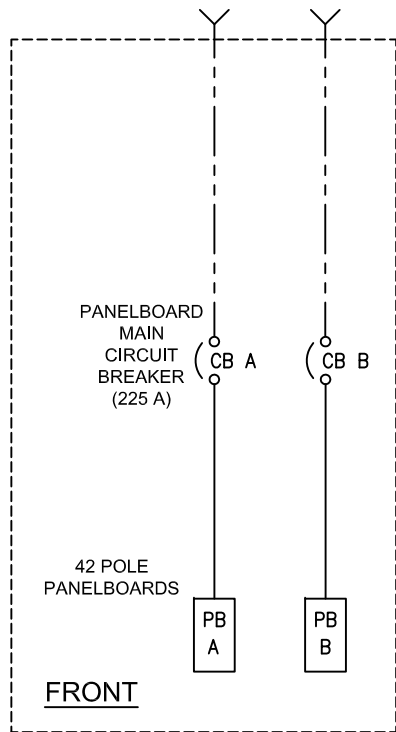 PANELBOARD
MAIN
CIRCUIT
BREAKER
(225 A)
CB A
CB B
42 POLE
PANELBOARDS
PB
A
PB
B
FRONT